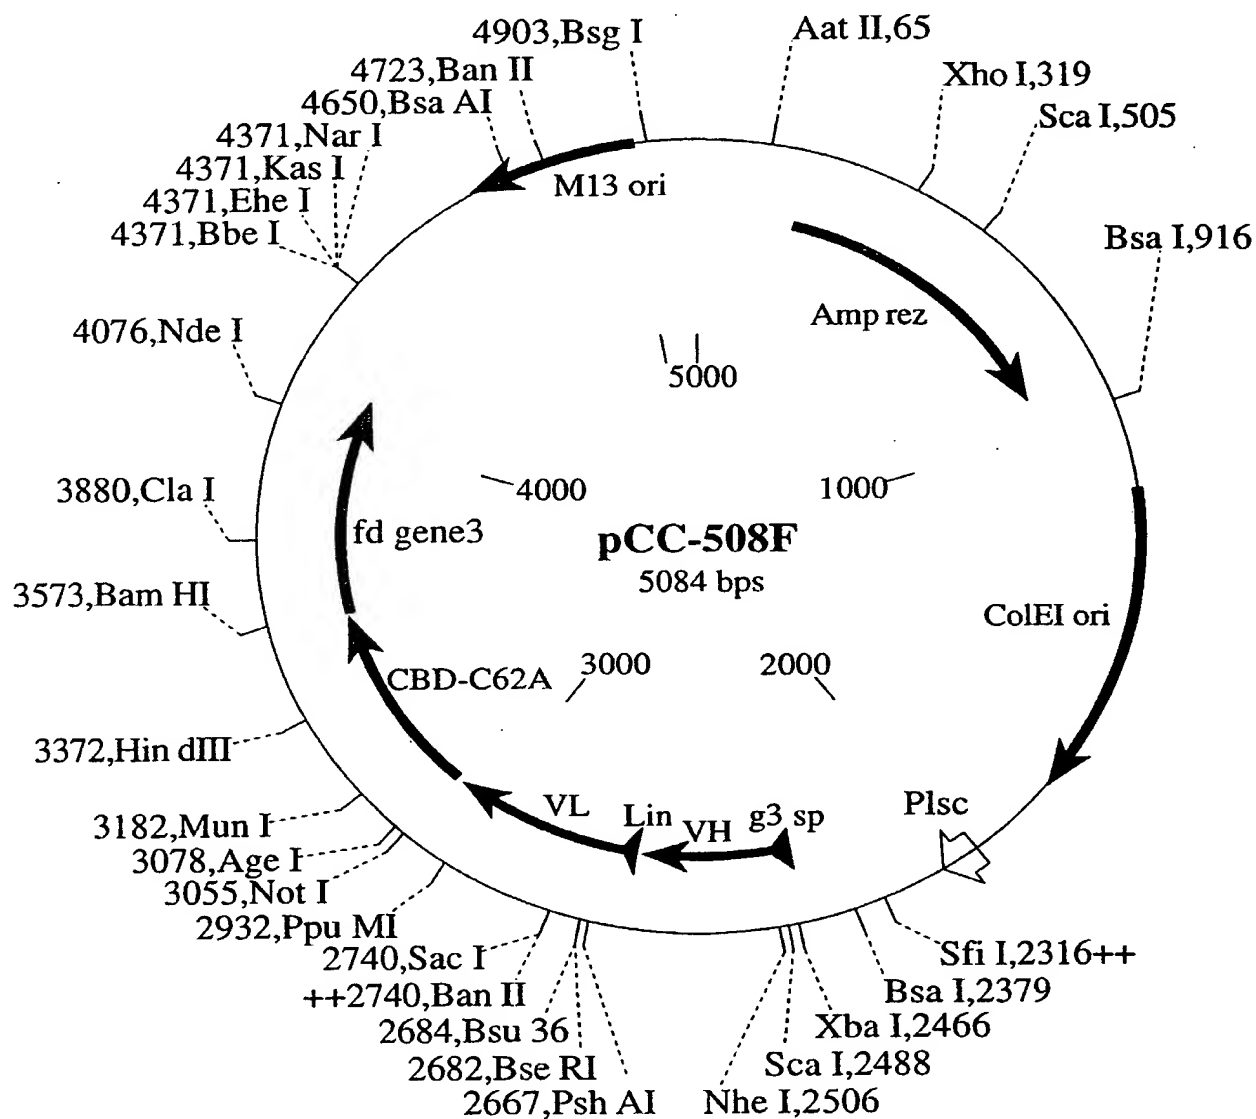 4903,Bsg I
Aat II,65
4723,Ban II
Xho I,319
4650,Bsa AI
Sca I,505
4371,Nar I
4371,Kas I
M13 ori
4371,Ehe I
4371,Bbe I
Bsa I,916
Amp rez
4076,Nde I
5000
3880,Cla I
4000
1000
fd gene3
pCC-508F
5084 bps
3573,Bam HI
ColEI ori
CBD-C62A
3000
2000
3372,Hin dIII
VL
Lin
VH
g3 sp
Plsc
3182,Mun I
3078,Age I
3055,Not I
2932,Ppu MI
2740,Sac I
Sfi I,2316++
++2740,Ban II
Bsa I,2379
2684,Bsu 36
Xba I,2466
2682,Bse RI
Sca I,2488
2667,Psh AI
Nhe I,2506